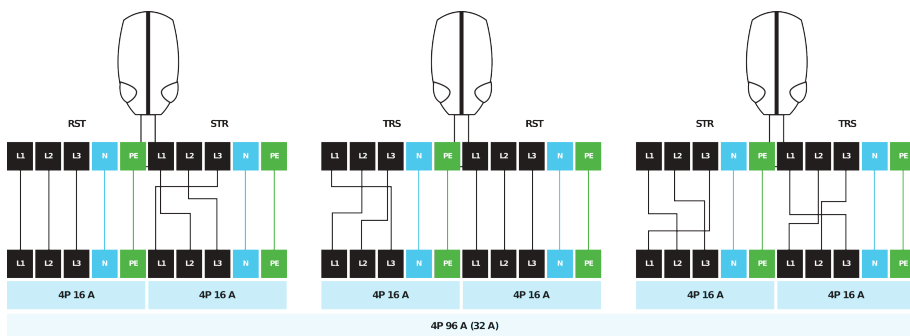 RST STR TRS RST STR TRS
L1 L2 L3 N PE L1 L2 L3 N PE L1 L2 L3 N PE L1 L2 L3 N PE L1 L2 L3 N PE L1 L2 L3 N PE
L1 L2 L3 N PE L1 L2 L3 N PE L1 L2 L3 N PE L1 L2 L3 N PE L1 L2 L3 N PE L1 L2 L3 N PE
4P 16 A 4P 16 A 4P 16 A 4P 16 A 4P 16 A 4P 16 A
4P 96 A (32 A)